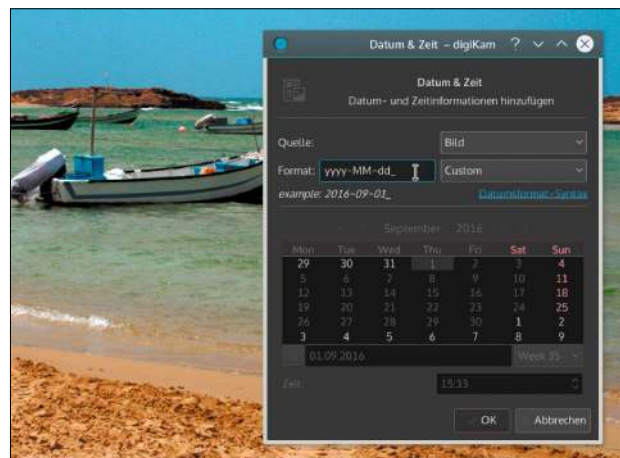 Datum & Zeit – digiKam ?
Datum & Zeit
Datum- und Zeitinformationen hinzufügen
Quelle: Bild
Format: yyyy-MM-dd_ Custom
example: 2016-09-01_ Datumsformat-Syntax
September 2016
Mon Tue Wed Thu Fri Sat Sun
29 30 31 1 2 3 4
5 6 7 8 9 10 11
12 13 14 15 16 17 18
19 20 21 22 23 24 25
26 27 28 29 30 1 2
3 4 5 6 7 8 9
01.09.2016 Week 35
Zeit: 15:33
OK Abbrechen